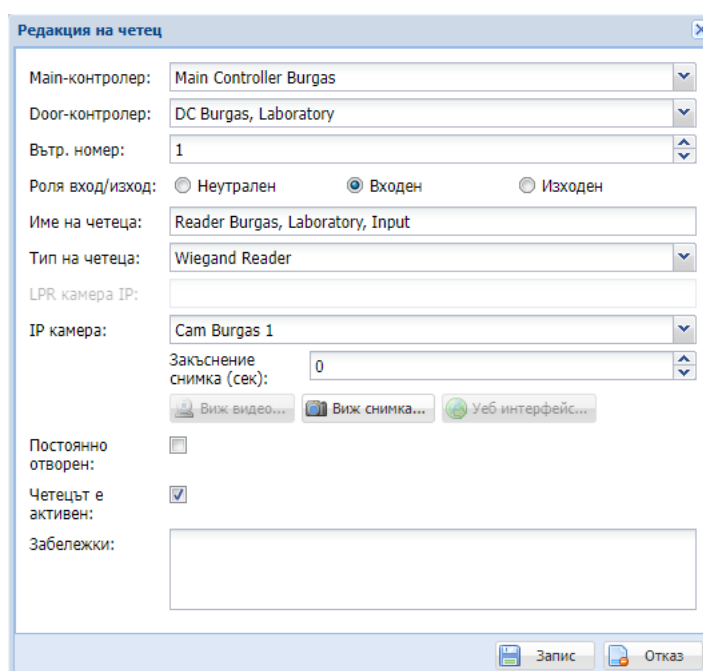 Редакция на четец
Main-контролер: Main Controller Burgas
Door-контролер: DC Burgas, Laboratory
Вътр. номер: 1
Роля вход/изход: Неутрален Входен Изходен
Име на четеца: Reader Burgas, Laboratory, Input
Тип на четеца: Wiegand Reader
LPR камера IP:
IP камера: Cam Burgas 1
Закъснение
снимка (сек): 0
Виж видео... Виж снимка... Уеб интерфейс...
Постоянно
отворен:
Четецът е
активен:
Забележки:
Запис Отказ